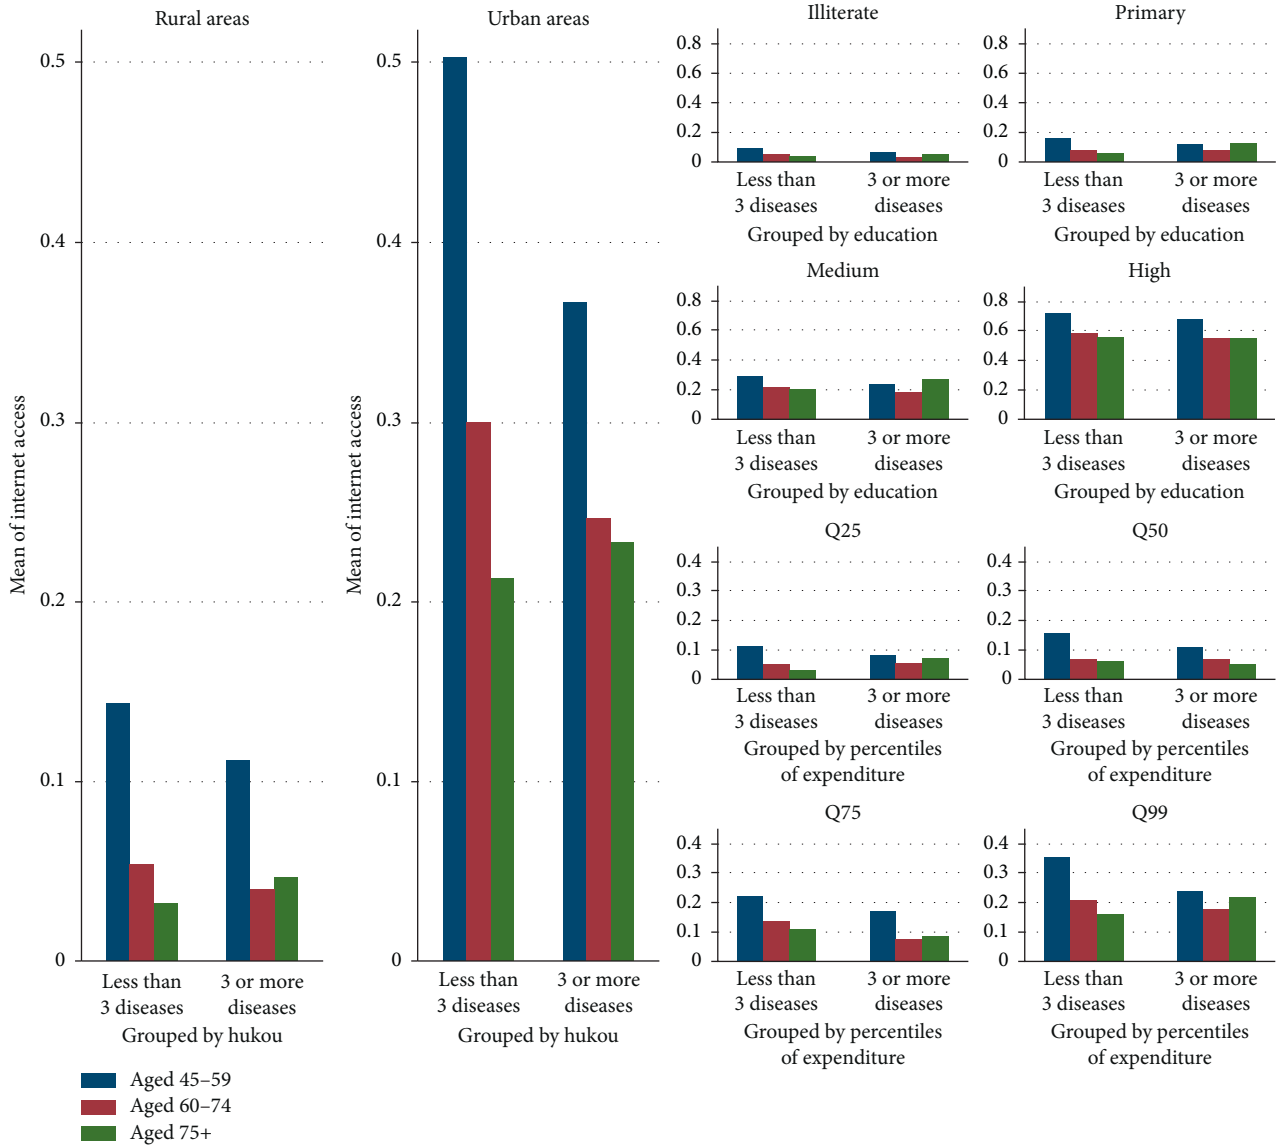 Rural areas
Mean of internet access
0.5
0.4
0.3
0.2
0.1
0
Less than
3 diseases
3 or more
diseases
Grouped by hukou
Urban areas
Mean of internet access
0.5
0.4
0.3
0.2
0.1
0
Less than
3 diseases
3 or more
diseases
Grouped by hukou
Illiterate
0.8
0.6
0.4
0.2
0
Less than
3 diseases
3 or more
diseases
Grouped by education
Primary
0.8
0.6
0.4
0.2
0
Less than
3 diseases
3 or more
diseases
Grouped by education
Medium
0.8
0.6
0.4
0.2
0
Less than
3 diseases
3 or more
diseases
Grouped by education
High
0.8
0.6
0.4
0.2
0
Less than
3 diseases
3 or more
diseases
Grouped by education
Q25
0.4
0.3
0.2
0.1
0
Less than
3 diseases
3 or more
diseases
Grouped by percentiles
of expenditure
Q50
0.4
0.3
0.2
0.1
0
Less than
3 diseases
3 or more
diseases
Grouped by percentiles
of expenditure
Q75
0.4
0.3
0.2
0.1
0
Less than
3 diseases
3 or more
diseases
Grouped by percentiles
of expenditure
Q99
0.4
0.3
0.2
0.1
0
Less than
3 diseases
3 or more
diseases
Grouped by percentiles
of expenditure
Aged 45–59
Aged 60–74
Aged 75+